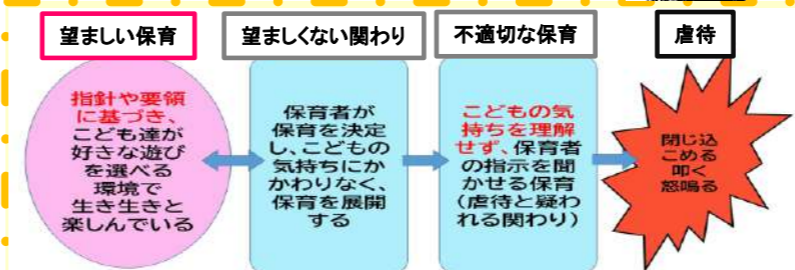 望ましい保育
望ましくない関わり
不適切な保育
虐待
指針や要領
に基づき、
こども達が
好きな遊び
を選べる
環境で
生き生きと
楽しんでいる
保育者が
保育を決定
し、こどもの
気持ちにか
かわりなく、
保育を展開
する
こどもの気
持ちを理解
せず、保育者
の指示を聞
かせる保育
(虐待と疑わ
れる関わり)
閉じ込
こめる
叩く
怒鳴る